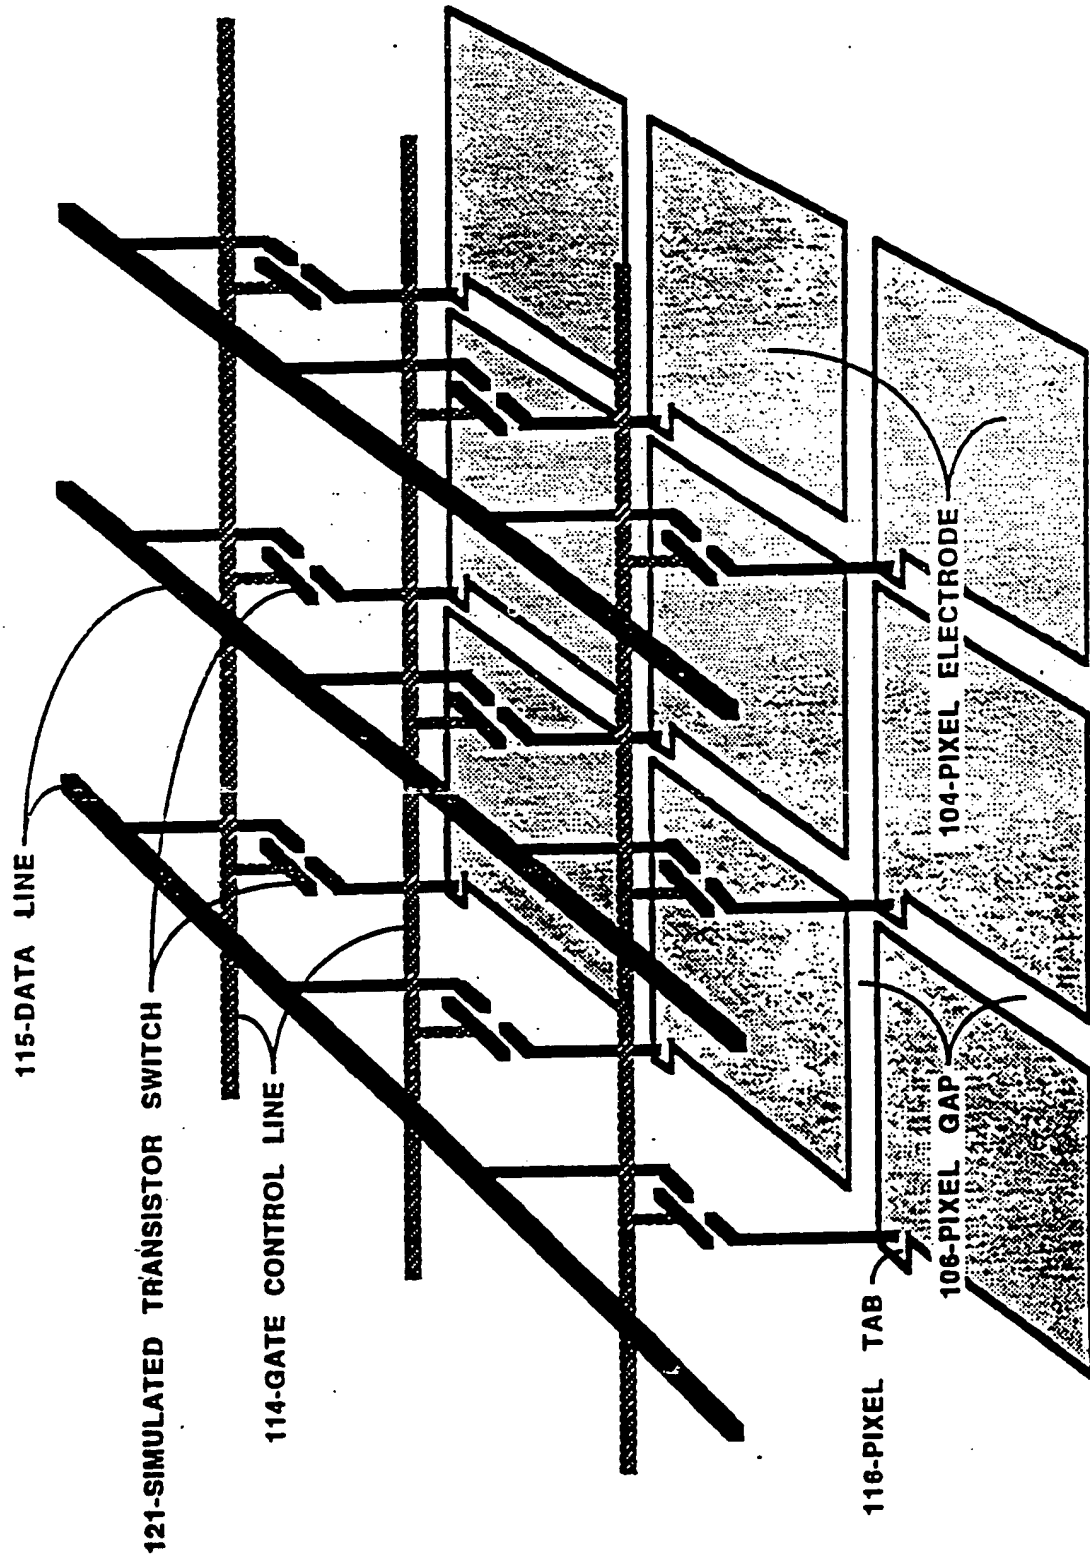 115-DATA LINE
121-SIMULATED TRANSISTOR SWITCH
114-GATE CONTROL LINE
116-PIXEL TAB
106-PIXEL GAP
104-PIXEL ELECTRODE